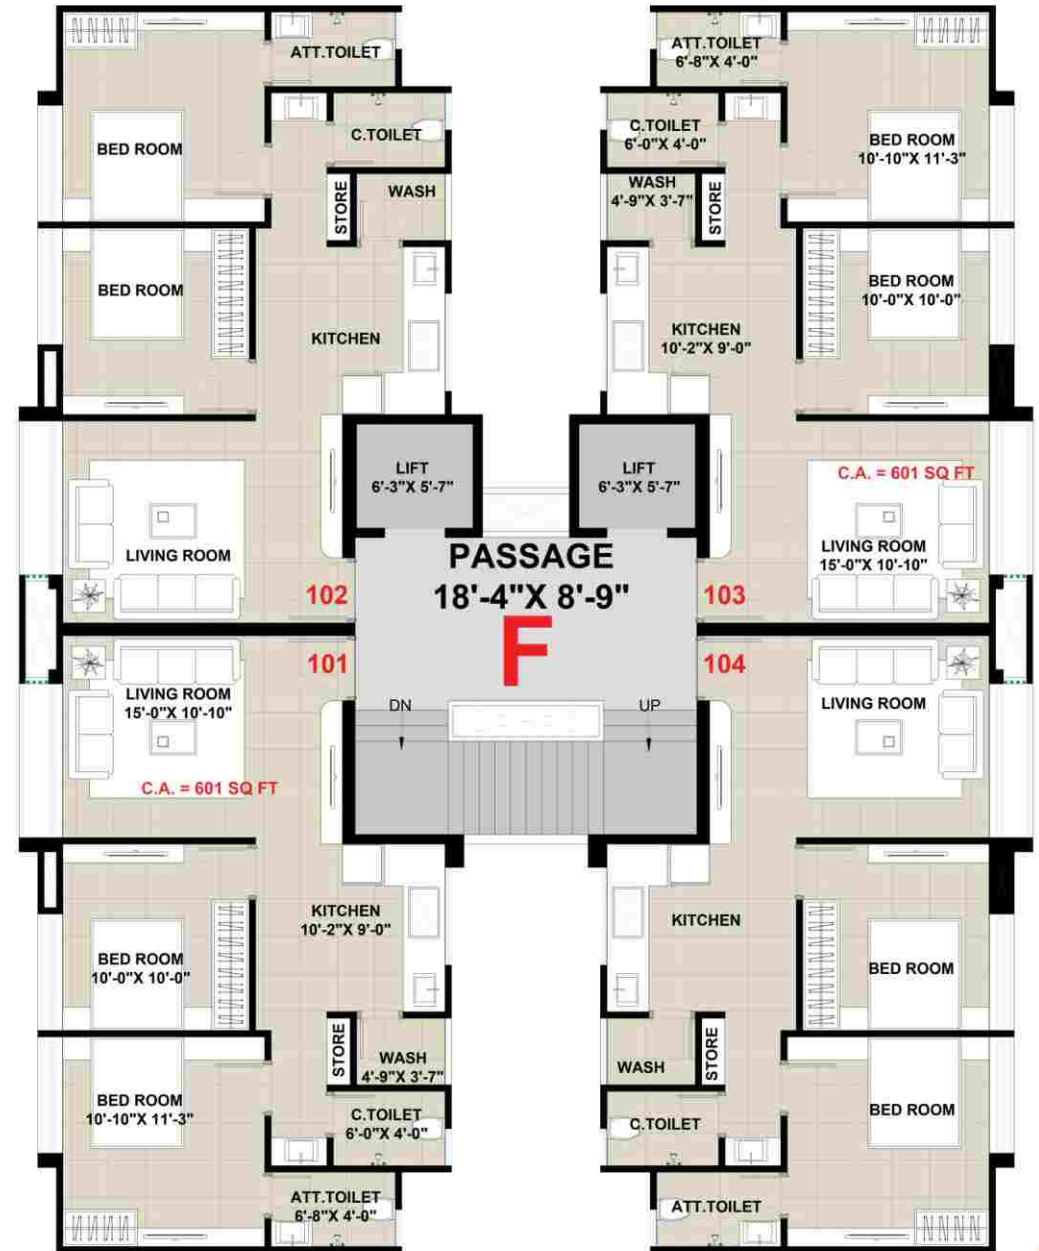 ATT.TOILET
C.TOILET
BED ROOM
WASH
STORE
BED ROOM
KITCHEN
LIVING ROOM
102
ATT.TOILET
6'-8"X 4'-0"
C.TOILET
6'-0"X 4'-0"
BED ROOM
10'-10"X 11'-3"
WASH
4'-9"X 3'-7"
STORE
BED ROOM
10'-0"X 10'-0"
KITCHEN
10'-2"X 9'-0"
C.A. = 601 SQ FT
LIVING ROOM
15'-0"X 10'-10"
103
LIFT
6'-3"X 5'-7"
LIFT
6'-3"X 5'-7"
PASSAGE
18'-4"X 8'-9"
F
DN
UP
101
LIVING ROOM
15'-0"X 10'-10"
C.A. = 601 SQ FT
KITCHEN
10'-2"X 9'-0"
BED ROOM
10'-0"X 10'-0"
STORE
WASH
4'-9"X 3'-7"
BED ROOM
10'-10"X 11'-3"
C.TOILET
6'-0"X 4'-0"
ATT.TOILET
6'-8"X 4'-0"
104
LIVING ROOM
KITCHEN
BED ROOM
WASH
STORE
BED ROOM
C.TOILET
ATT.TOILET